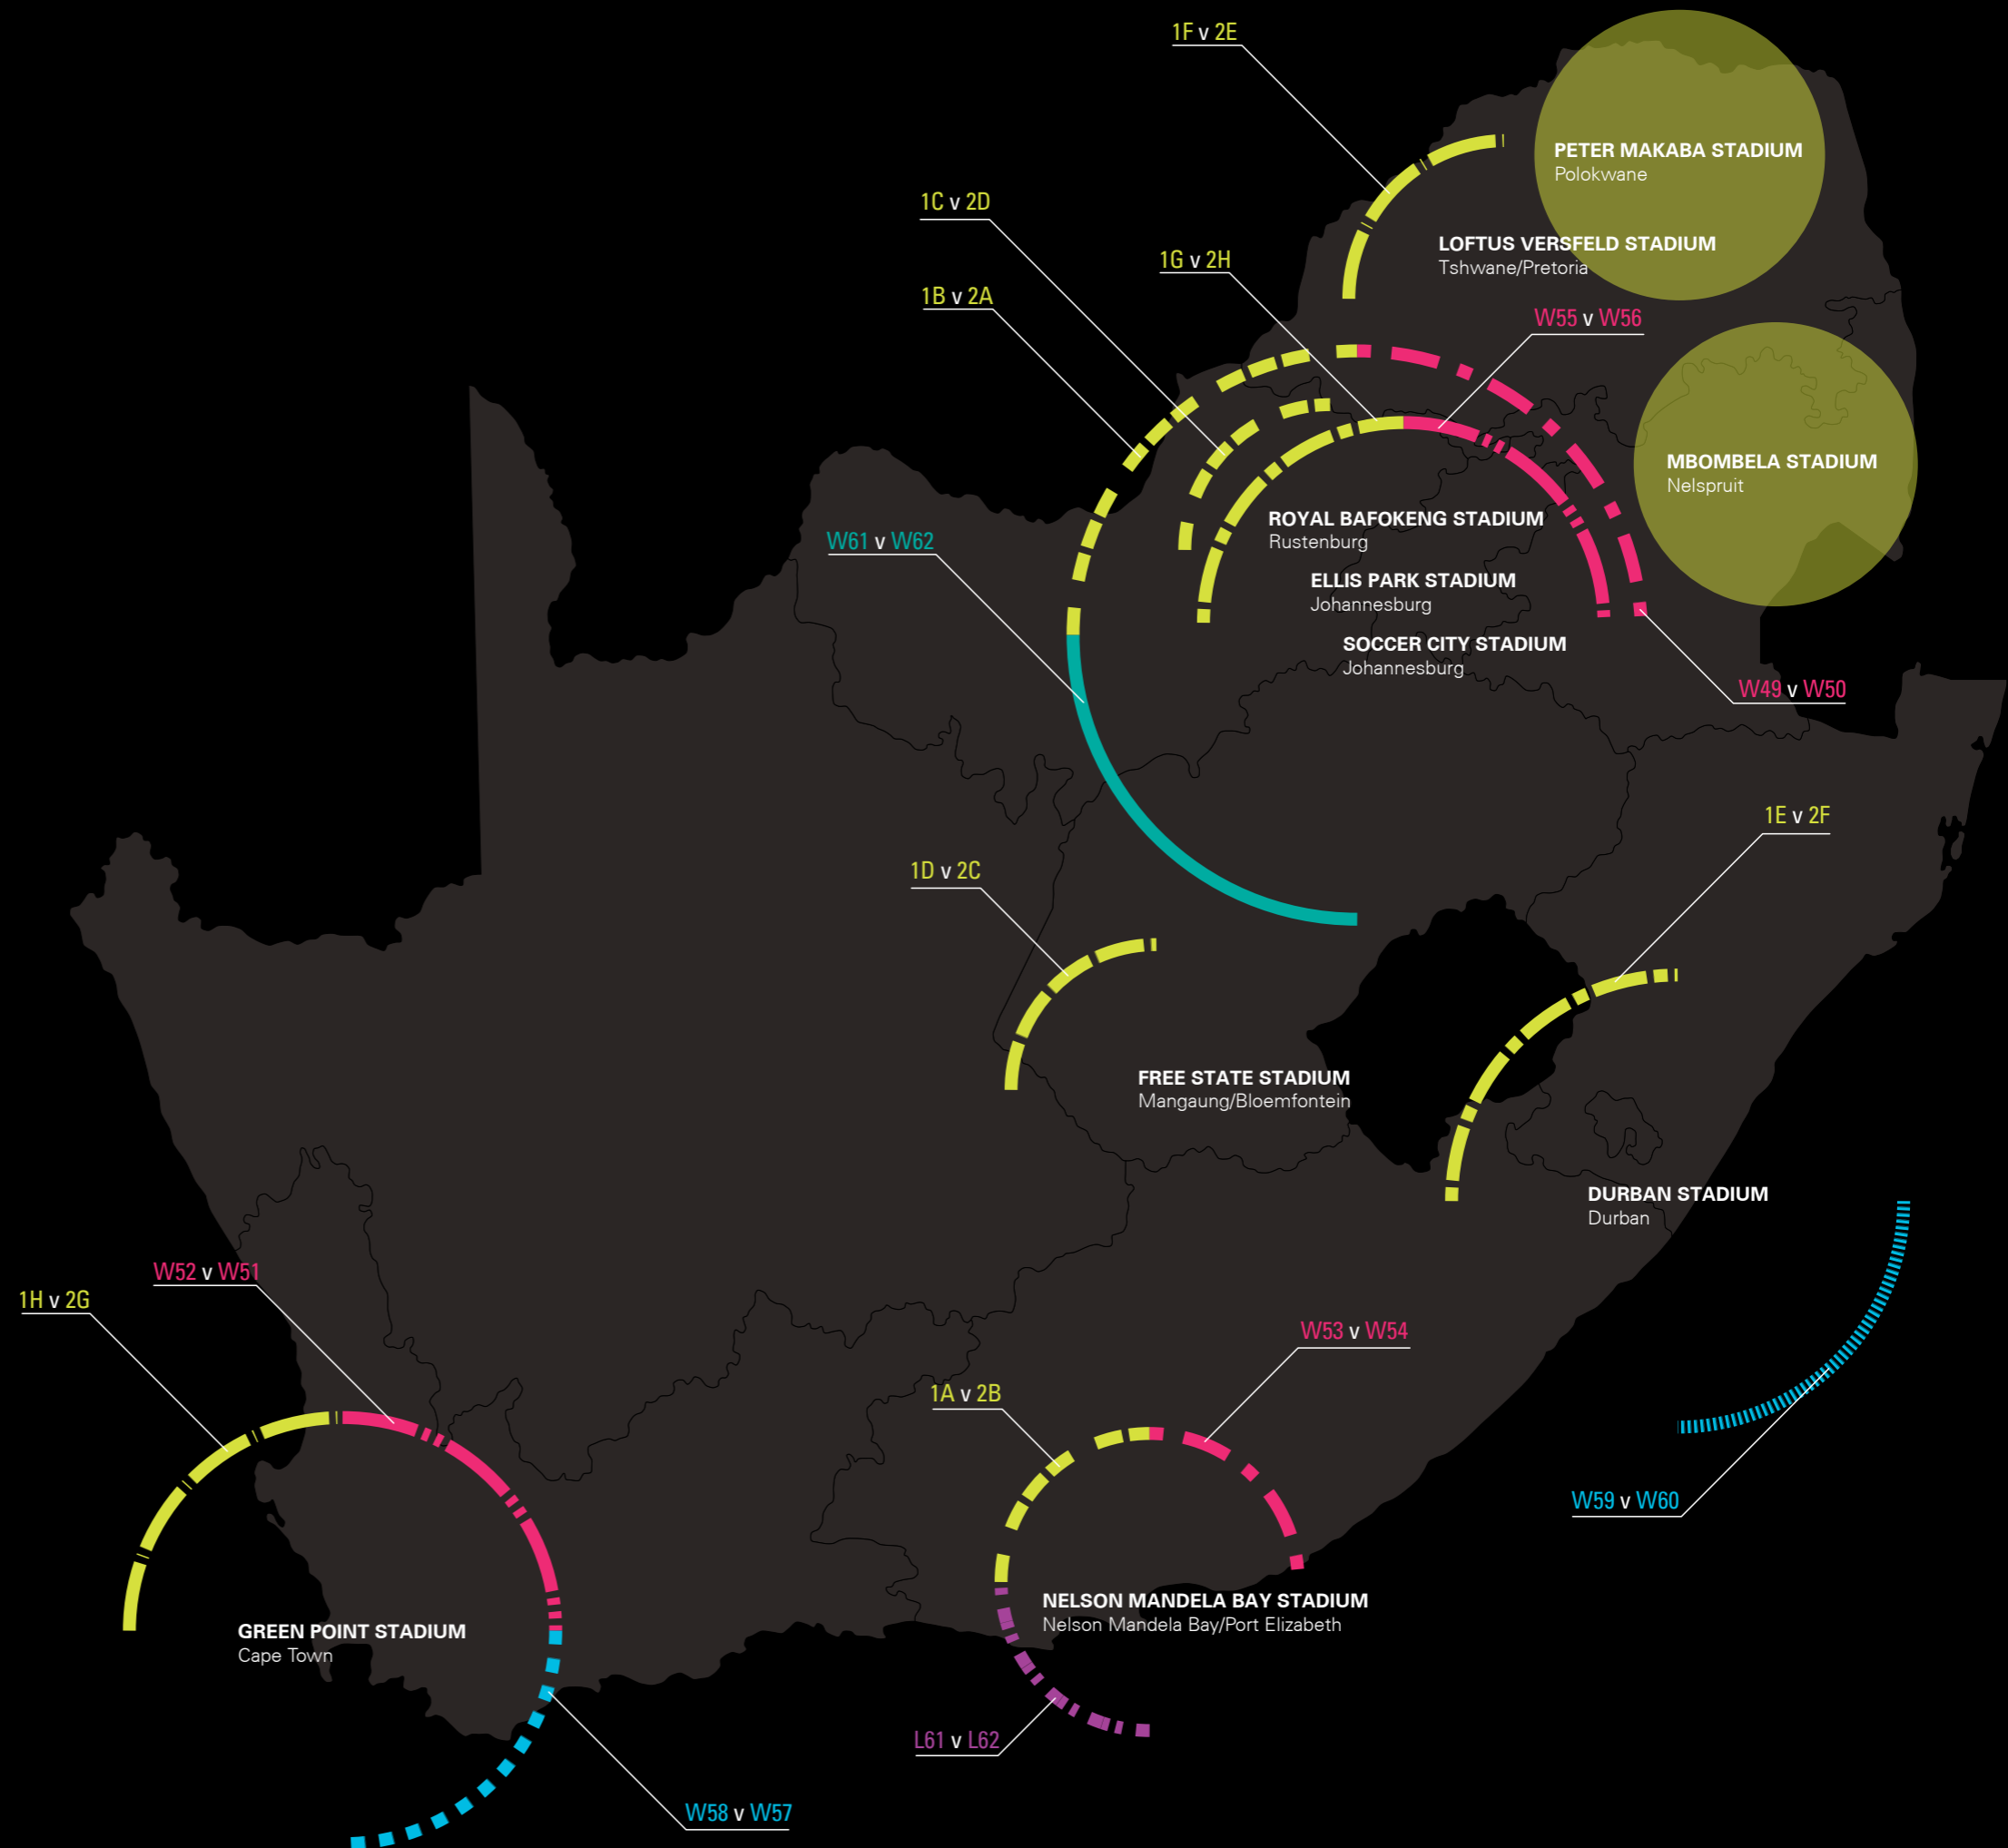 1F v 2E
PETER MAKABA STADIUM
Polokwane
1C v 2D
LOFTUS VERSFELD STADIUM
Tshwane/Pretoria
1G v 2H
1B v 2A
W55 v W56
MBOMBELA STADIUM
Nelspruit
ROYAL BAFOKENG STADIUM
Rustenburg
W61 v W62
ELLIS PARK STADIUM
Johannesburg
SOCCER CITY STADIUM
Johannesburg
W49 v W50
1E v 2F
1D v 2C
FREE STATE STADIUM
Mangaung/Bloemfontein
DURBAN STADIUM
Durban
W52 v W51
1H v 2G
W53 v W54
1A v 2B
W59 v W60
NELSON MANDELA BAY STADIUM
Nelson Mandela Bay/Port Elizabeth
GREEN POINT STADIUM
Cape Town
L61 v L62
W58 v W57